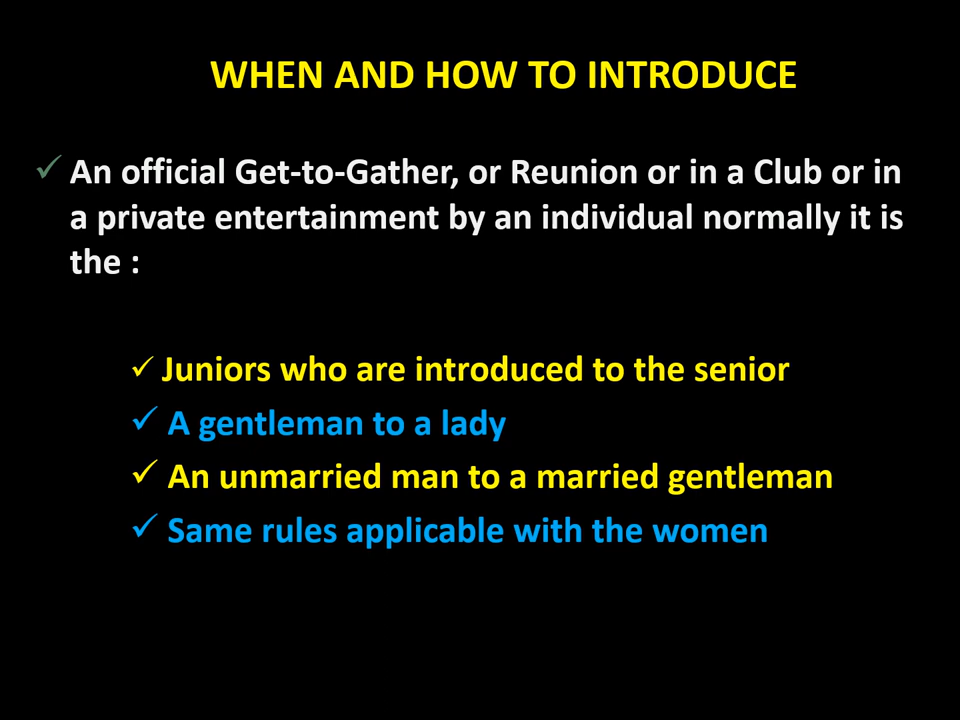 WHEN AND HOW TO INTRODUCE
✓ An official Get-to-Gather, or Reunion or in a Club or in
a private entertainment by an individual normally it is
the :
✓ Juniors who are introduced to the senior
✓ A gentleman to a lady
✓ An unmarried man to a married gentleman
✓ Same rules applicable with the women